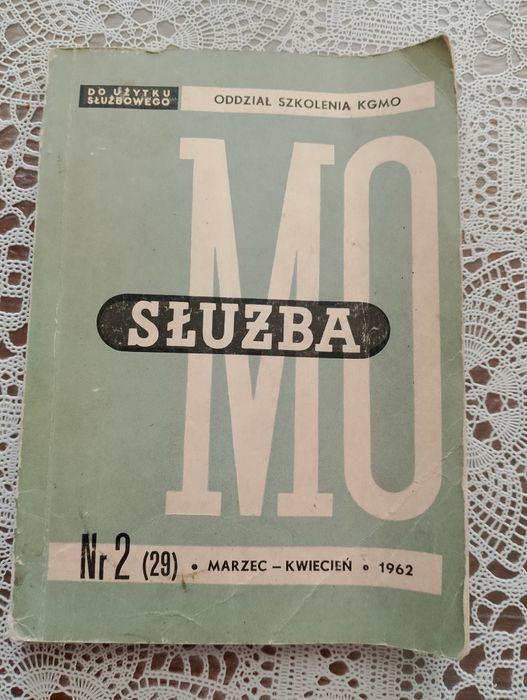 DO UŻYTKU
SŁUŻBOWEGO
ODDZIAŁ SZKOLENIA KGMO
MO
SŁUŻBA
Nr 2 (29) • MARZEC – KWIECIEŃ • 1962